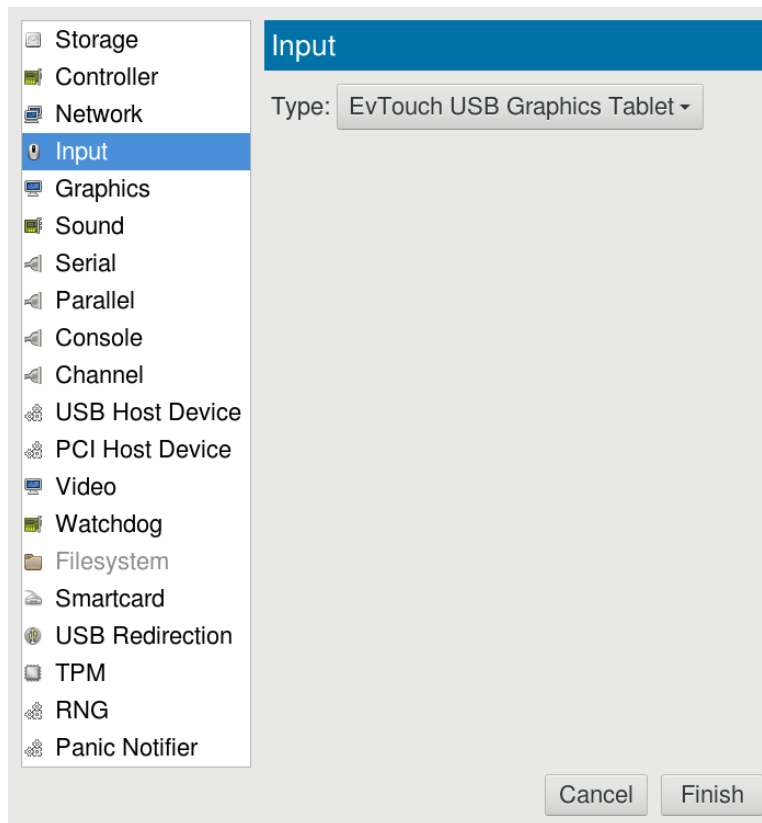 Storage
Controller
Network
Input
Graphics
Sound
Serial
Parallel
Console
Channel
USB Host Device
PCI Host Device
Video
Watchdog
Filesystem
Smartcard
USB Redirection
TPM
RNG
Panic Notifier
Input
Type: EvTouch USB Graphics Tablet
Cancel Finish